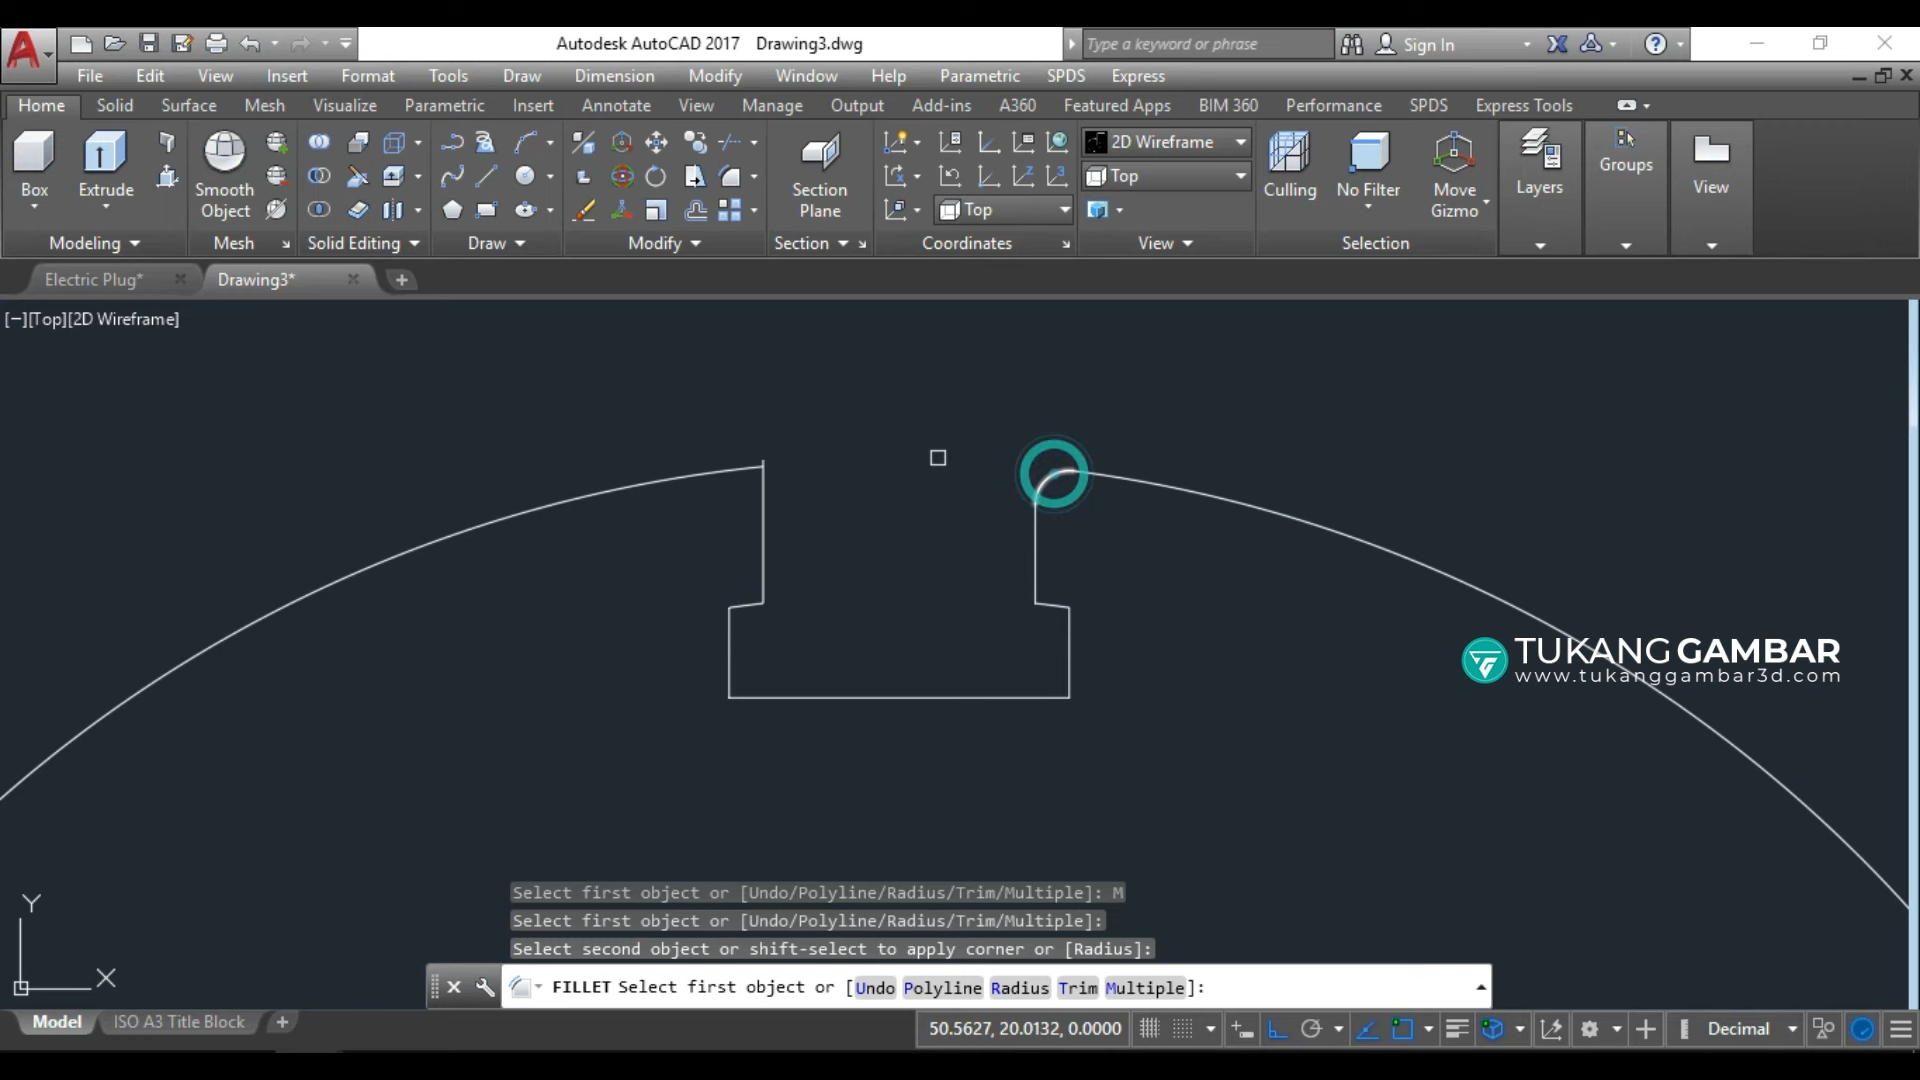 Autodesk AutoCAD 2017 Drawing3.dwg
Type a keyword or phrase
Sign In
File Edit View Insert Format Tools Draw Dimension Modify Window Help Parametric SPDS Express
Home Solid Surface Mesh Visualize Parametric Insert Annotate View Manage Output Add-ins A360 Featured Apps BIM 360 Performance SPDS Express Tools
2D Wireframe
Top
Top
Box Extrude Smooth Object Section Plane Culling No Filter Move Gizmo Layers Groups View
Modeling Mesh Solid Editing Draw Modify Section Coordinates View Selection
Electric Plug* Drawing3*
[−][Top][2D Wireframe]
TUKANGGAMBAR
www.tukanggambar3d.com
Y
X
Select first object or [Undo/Polyline/Radius/Trim/Multiple]: M
Select first object or [Undo/Polyline/Radius/Trim/Multiple]:
Select second object or shift-select to apply corner or [Radius]:
FILLET Select first object or [Undo Polyline Radius Trim Multiple]:
Model ISO A3 Title Block
50.5627, 20.0132, 0.0000
Decimal